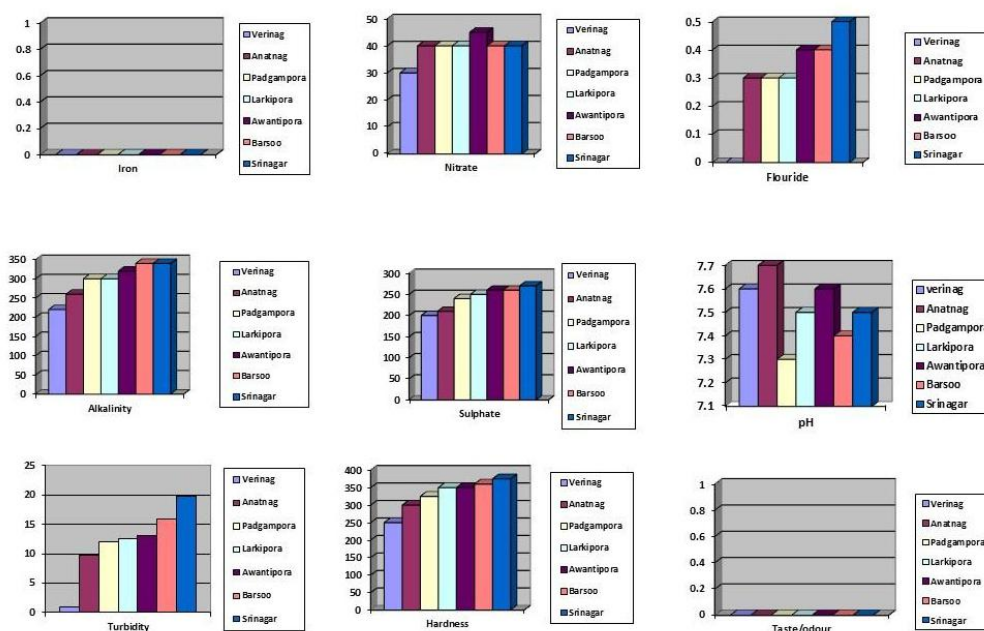 1
0.8
0.6
0.4
0.2
0
Iron
Verinag
Anatnag
Padgampora
Larkipora
Awantipora
Barsoo
Srinagar
50
40
30
20
10
0
Nitrate
Verinag
Anatnag
Padgampora
Larkipora
Awantipora
Barsoo
Srinagar
0.5
0.4
0.3
0.2
0.1
0
Flouride
Verinag
Anatnag
Padgampora
Larkipora
Awantipora
Barsoo
Srinagar
350
300
250
200
150
100
50
0
Alkalinity
Verinag
Anatnag
Padgampora
Larkipora
Awantipora
Barsoo
Srinagar
300
250
200
150
100
50
0
Sulphate
Verinag
Anatnag
Padgampora
Larkipora
Awantipora
Barsoo
Srinagar
7.7
7.6
7.5
7.4
7.3
7.2
7.1
pH
verinag
Anatnag
Padgampora
Larkipora
Awantipora
Barsoo
Srinagar
25
20
15
10
5
0
Turbidity
Verinag
Anatnag
Padgampora
Larkipora
Awantipora
Barsoo
Srinagar
400
350
300
250
200
150
100
50
0
Hardness
Verinag
Anatnag
Padgampora
Larkipora
Awantipora
Barsoo
Srinagar
1
0.8
0.6
0.4
0.2
0
Taste/odour
Verinag
Anatnag
Padgampora
Larkipora
Awantipora
Barsoo
Srinagar